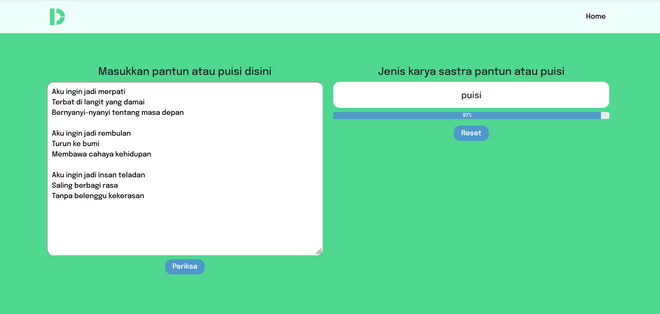 Home
Masukkan pantun atau puisi disini
Aku ingin jadi merpati
Terbat di langit yang damai
Bernyanyi-nyanyi tentang masa depan
Aku ingin jadi rembulan
Turun ke bumi
Membawa cahaya kehidupan
Aku ingin jadi insan teladan
Saling berbagi rasa
Tanpa belenggu kekerasan
Periksa
Jenis karya sastra pantun atau puisi
puisi
97%
Reset